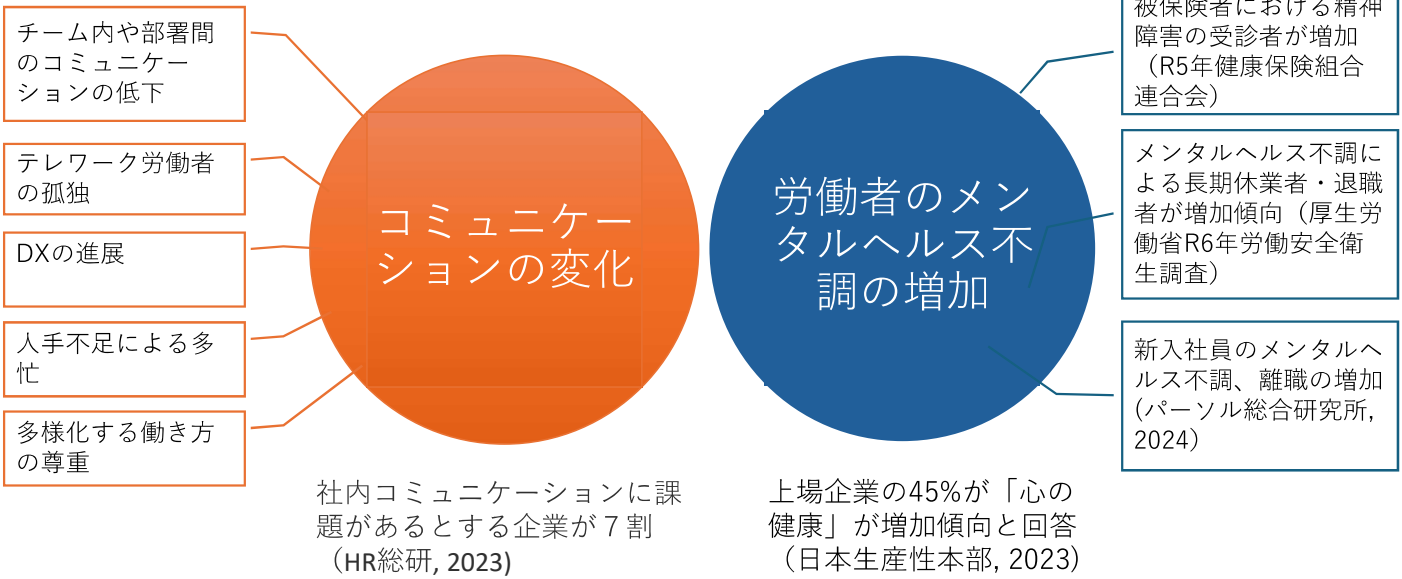 チーム内や部署間
のコミュニケー
ションの低下
テレワーク労働者
の孤独
DXの進展
人手不足による多
忙
多様化する働き方
の尊重
コミュニケー
ションの変化
社内コミュニケーションに課
題があるとする企業が７割
（HR総研, 2023)
労働者のメン
タルヘルス不
調の増加
上場企業の45%が「心の
健康」が増加傾向と回答
（日本生産性本部, 2023)
被保険者における精神
障害の受診者が増加
（R5年健康保険組合
連合会）
メンタルヘルス不調に
よる長期休業者・退職
者が増加傾向（厚生労
働省R6年労働安全衛
生調査）
新入社員のメンタルヘ
ルス不調、離職の増加
(パーソル総合研究所,
2024）